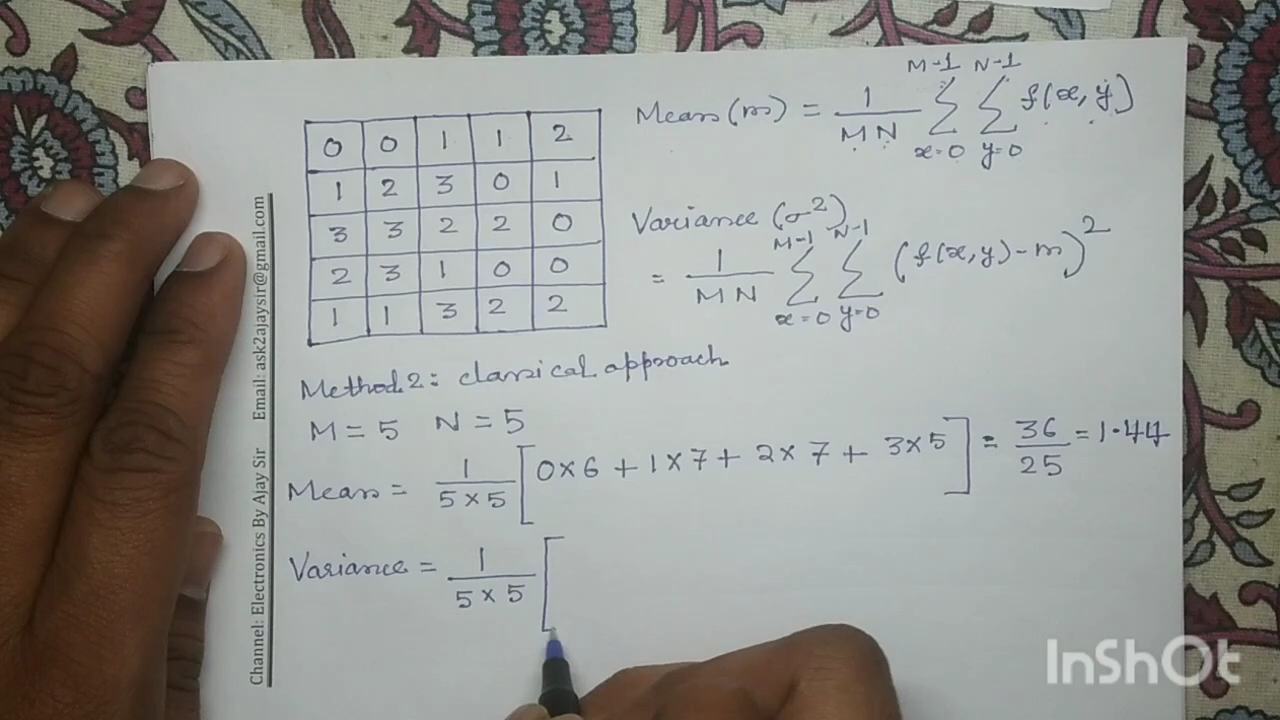 0 0 1 1 2
1 2 3 0 1
3 3 2 2 0
2 3 1 0 0
1 1 3 2 2
Mean (m) = 1/MN M-1 Σ x=0 N-1 Σ y=0 f(x,y)
Variance (σ²)
= 1/MN M-1 Σ x=0 N-1 Σ y=0 (f(x,y)-m)²
Method 2: classical approach
M = 5 N = 5
Mean = 1/5×5 [0×6 + 1×7 + 2×7 + 3×5] = 36/25 = 1.44
Variance = 1/5×5 [
Channel: Electronics By Ajay Sir Email: ask2ajaysir@gmail.com
InShOt